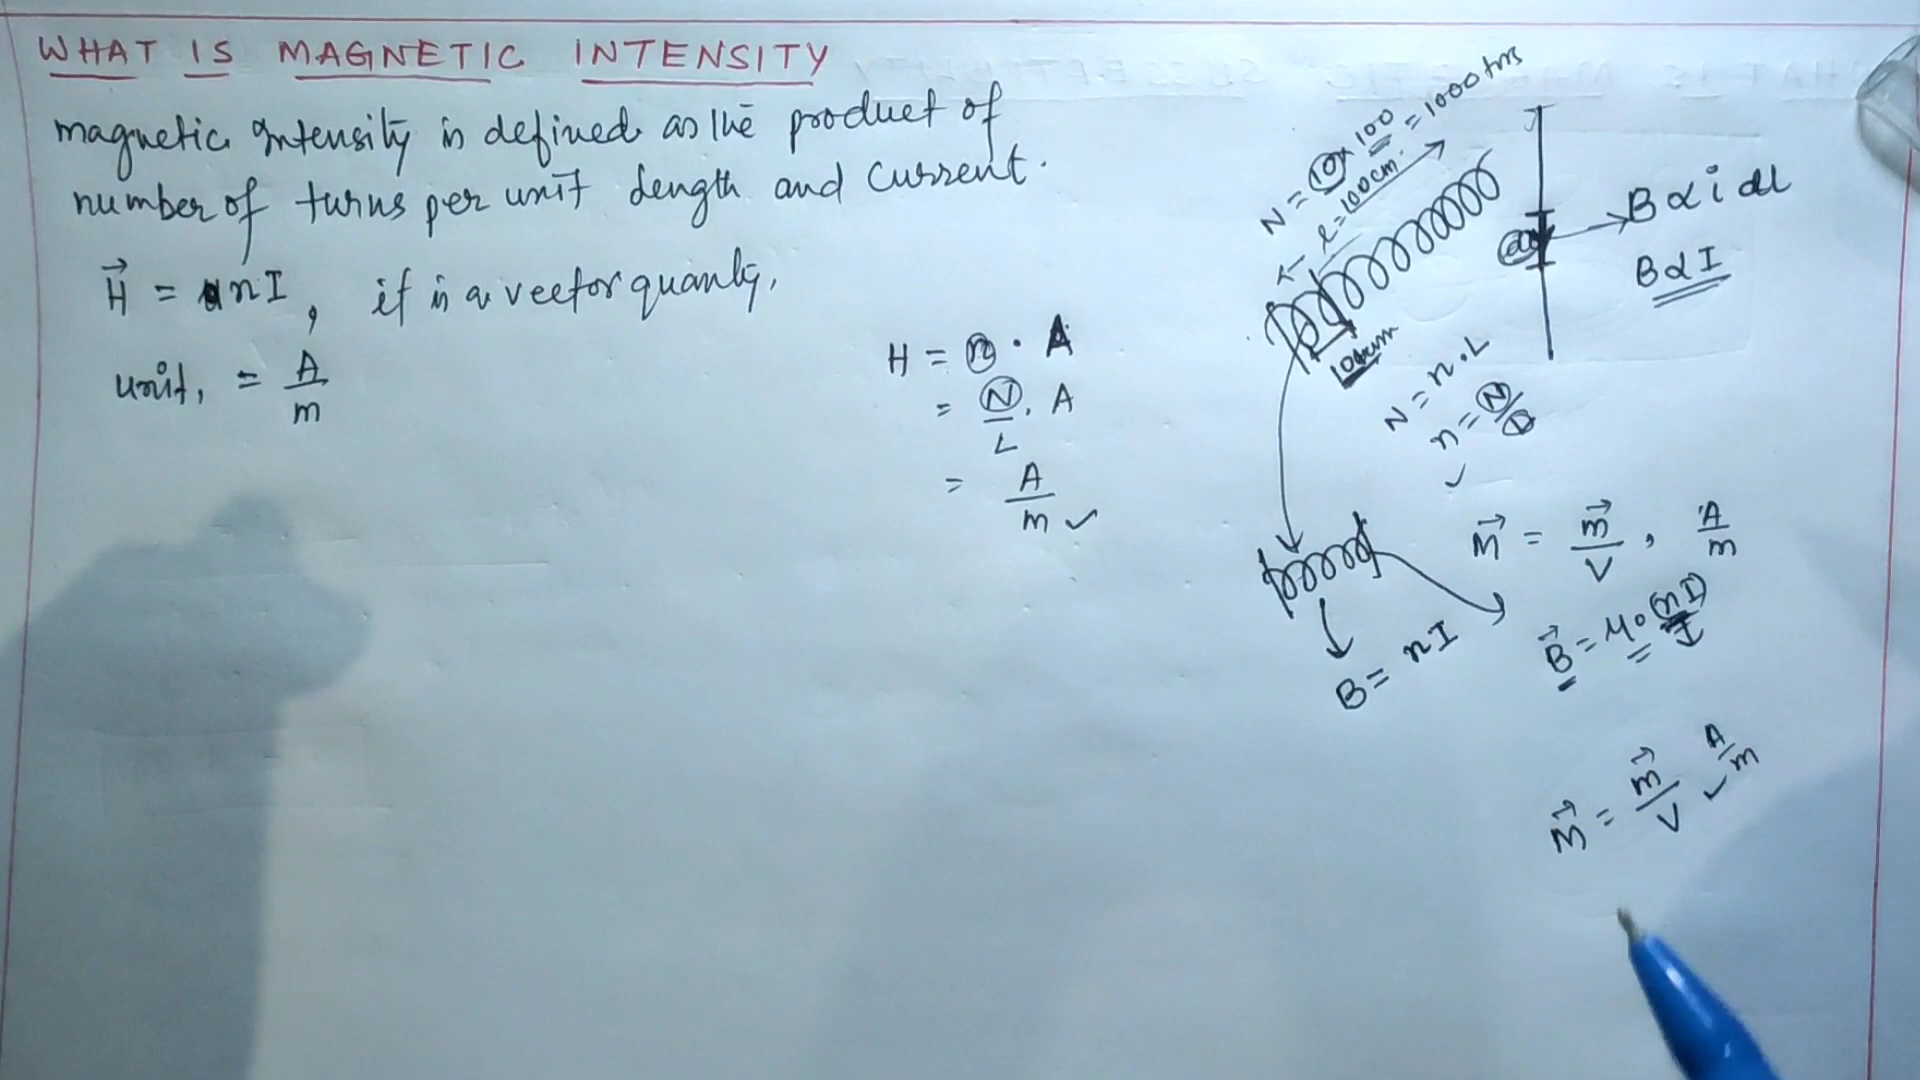 WHAT IS MAGNETIC INTENSITY
magnetic Intensity is defined as the product of
number of turns per unit length and current.
H⃗ = nI, it is a vector quanty,
unit, = A/m
H = n · A
= N/L · A
= A/m ✓
N = 10 × 100 = 1000 trns
l = 100cm.
N = n · L
n = N/L
✓
B ∝ i dl
B ∝ I
B = nI
M⃗ = m⃗/V, A/m
B⃗ = μ₀(nI)
M⃗ = m⃗/V A/m ✓